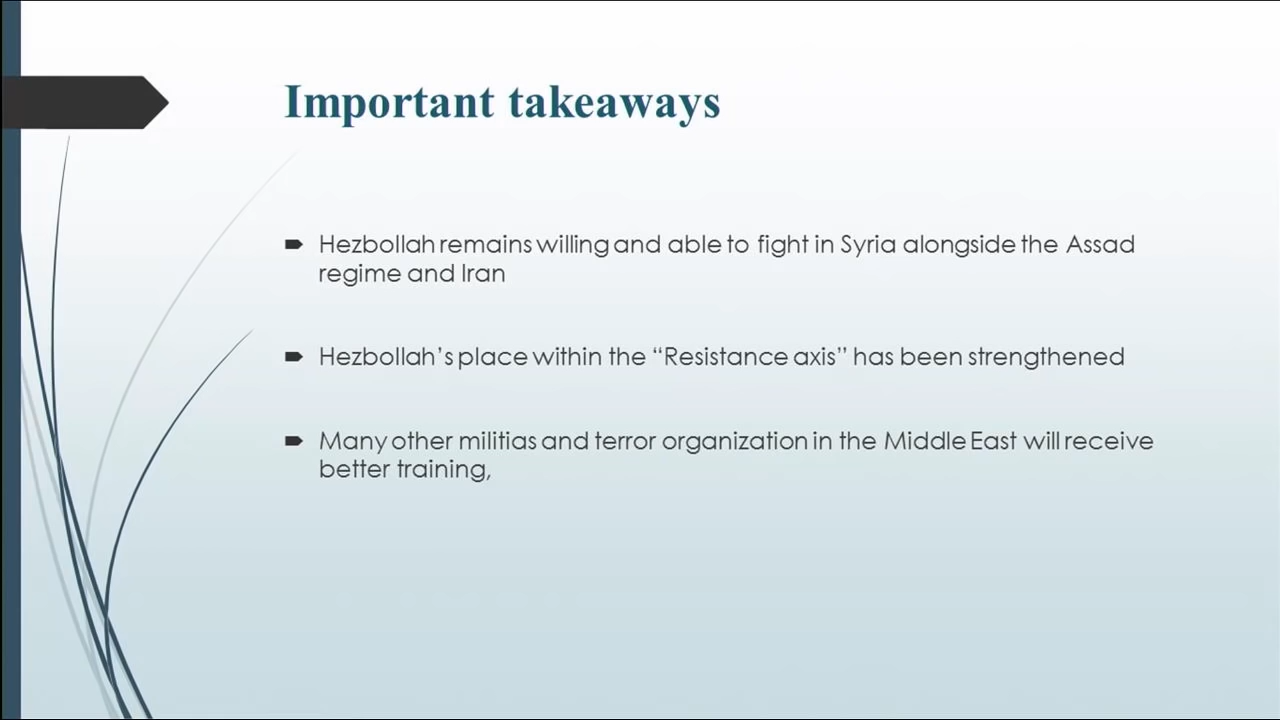 Important takeaways
Hezbollah remains willing and able to fight in Syria alongside the Assad
regime and Iran
Hezbollah’s place within the “Resistance axis” has been strengthened
Many other militias and terror organization in the Middle East will receive
better training,